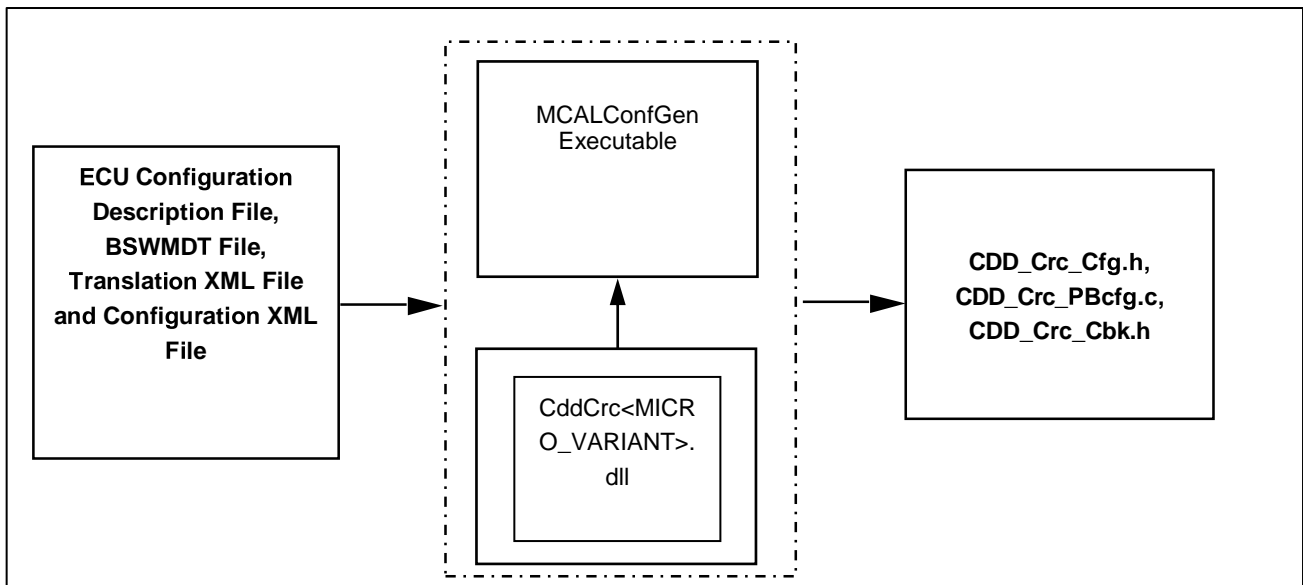 ECU Configuration
Description File,
BSWMDT File,
Translation XML File
and Configuration XML
File
MCALConfGen
Executable
CddCrc<MICR
O_VARIANT>.
dll
CDD_Crc_Cfg.h,
CDD_Crc_PBcfg.c,
CDD_Crc_Cbk.h